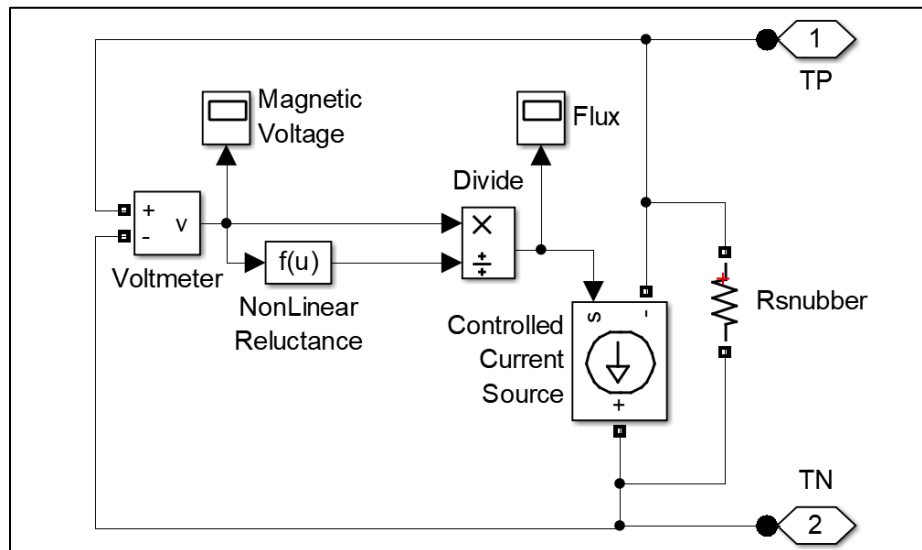 1
TP
Magnetic
Voltage
Flux
Divide
+
-
v
Voltmeter
f(u)
NonLinear
Reluctance
×
÷
s
-
+
Controlled
Current
Source
+
Rsnubber
TN
2